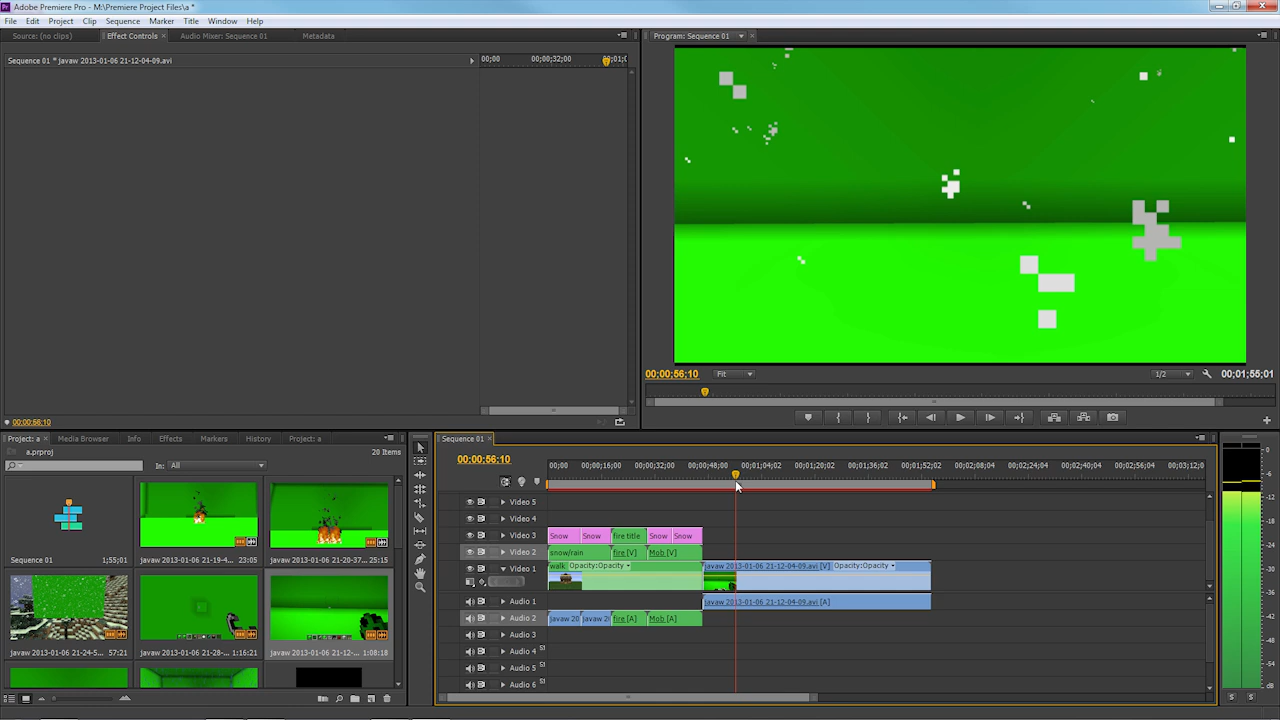 Adobe Premiere Pro - M:\Premiere Project Files\a *
File Edit Project Clip Sequence Marker Title Window Help
Source: (no clips) Effect Controls Audio Mixer: Sequence 01 Metadata
Program: Sequence 01
Sequence 01 * javaw 2013-01-06 21-12-04-09.avi
00;00 00;00;32;00
00;00;56;10 Fit 1/2 00;01;55;01
00;00;56;10
Project: a Media Browser Info Effects Markers History Project: a
a.prproj 20 Items
In: All
Sequence 01 1;55;01
javaw 2013-01-06 21-19-4... 23:05
javaw 2013-01-06 21-20-37... 25:15
javaw 2013-01-06 21-24-5... 57:21
javaw 2013-01-06 21-28-... 1:16:21
javaw 2013-01-06 21-12-... 1:08:18
Sequence 01
00;00;56;10
00;00 00;00;16;00 00;00;32;00 00;00;48;00 00;01;04;02 00;01;20;02 00;01;36;02 00;01;52;02 00;02;08;04 00;02;24;04 00;02;40;04 00;02;56;04 00;03;12;0
Video 5
Video 4
Video 3 Snow Snow fire title Snow Snow
Video 2 snow/rain fire [V] Mob [V]
Video 1 walk Opacity:Opacity javaw 2013-01-06 21-12-04-09.avi [V] Opacity:Opacity
Audio 1 javaw 2013-01-06 21-12-04-09.avi [A]
Audio 2 javaw 20 javaw 2 fire [A] Mob [A]
Audio 3
Audio 4
Audio 5
Audio 6